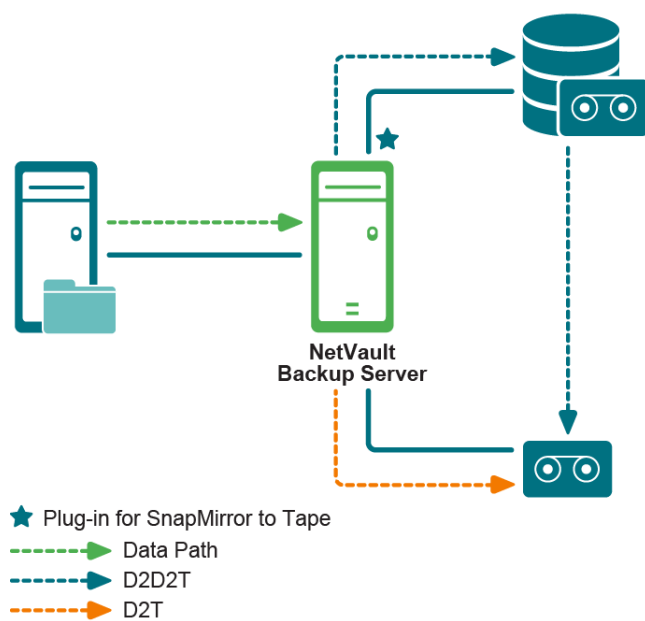 NetVault
Backup Server
Plug-in for SnapMirror to Tape
Data Path
D2D2T
D2T